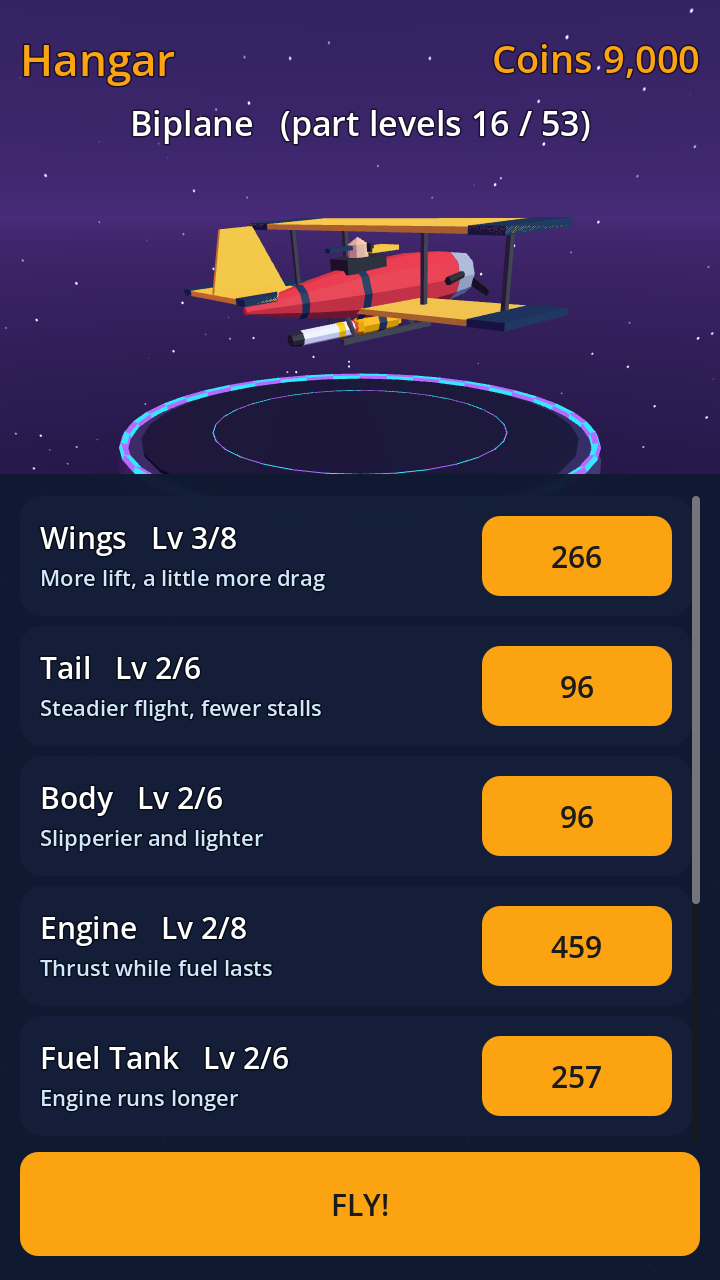 Hangar
Coins 9,000
Biplane (part levels 16 / 53)
Wings Lv 3/8
More lift, a little more drag
266
Tail Lv 2/6
Steadier flight, fewer stalls
96
Body Lv 2/6
Slipperier and lighter
96
Engine Lv 2/8
Thrust while fuel lasts
459
Fuel Tank Lv 2/6
Engine runs longer
257
FLY!